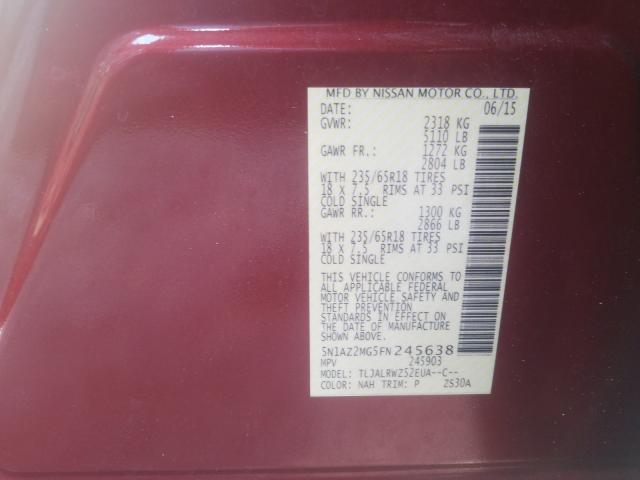 MFD BY NISSAN MOTOR CO., LTD.
DATE: 06/15
GVWR: 2318 KG
5110 LB
GAWR FR.: 1272 KG
2804 LB
WITH 235/65R18 TIRES
18 X 7.5 RIMS AT 33 PSI
COLD SINGLE
GAWR RR.: 1300 KG
2866 LB
WITH 235/65R18 TIRES
18 X 7.5 RIMS AT 33 PSI
COLD SINGLE
THIS VEHICLE CONFORMS TO
ALL APPLICABLE FEDERAL
MOTOR VEHICLE SAFETY AND
THEFT PREVENTION
STANDARDS IN EFFECT ON
THE DATE OF MANUFACTURE
SHOWN ABOVE.
5N1AZ2MG5FN245638
MPV 245903
MODEL: TLJALRWZ52EUA--C--
COLOR: NAH TRIM: P ZS30A